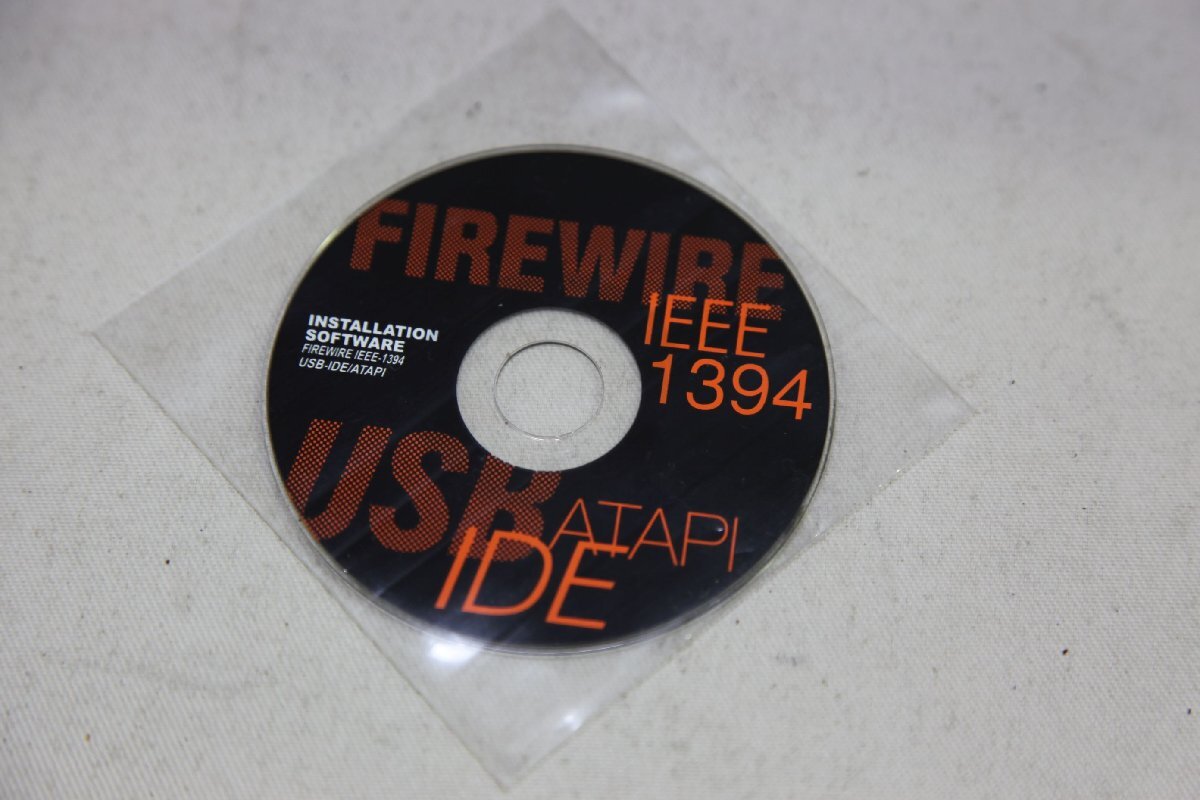 FIREWIRE
IEEE
1394
INSTALLATION
SOFTWARE
FIREWIRE IEEE-1394
USB-IDE/ATAPI
USB
ATAPI
IDE